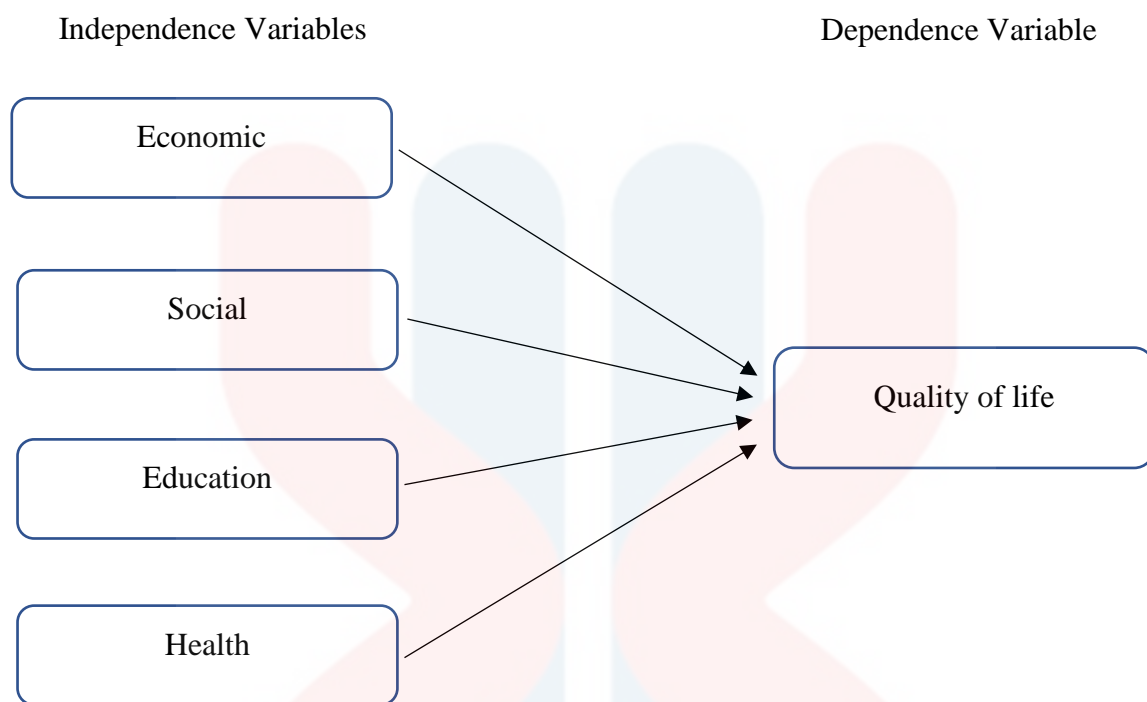 Independence Variables
Dependence Variable
Economic
Social
Quality of life
Education
Health